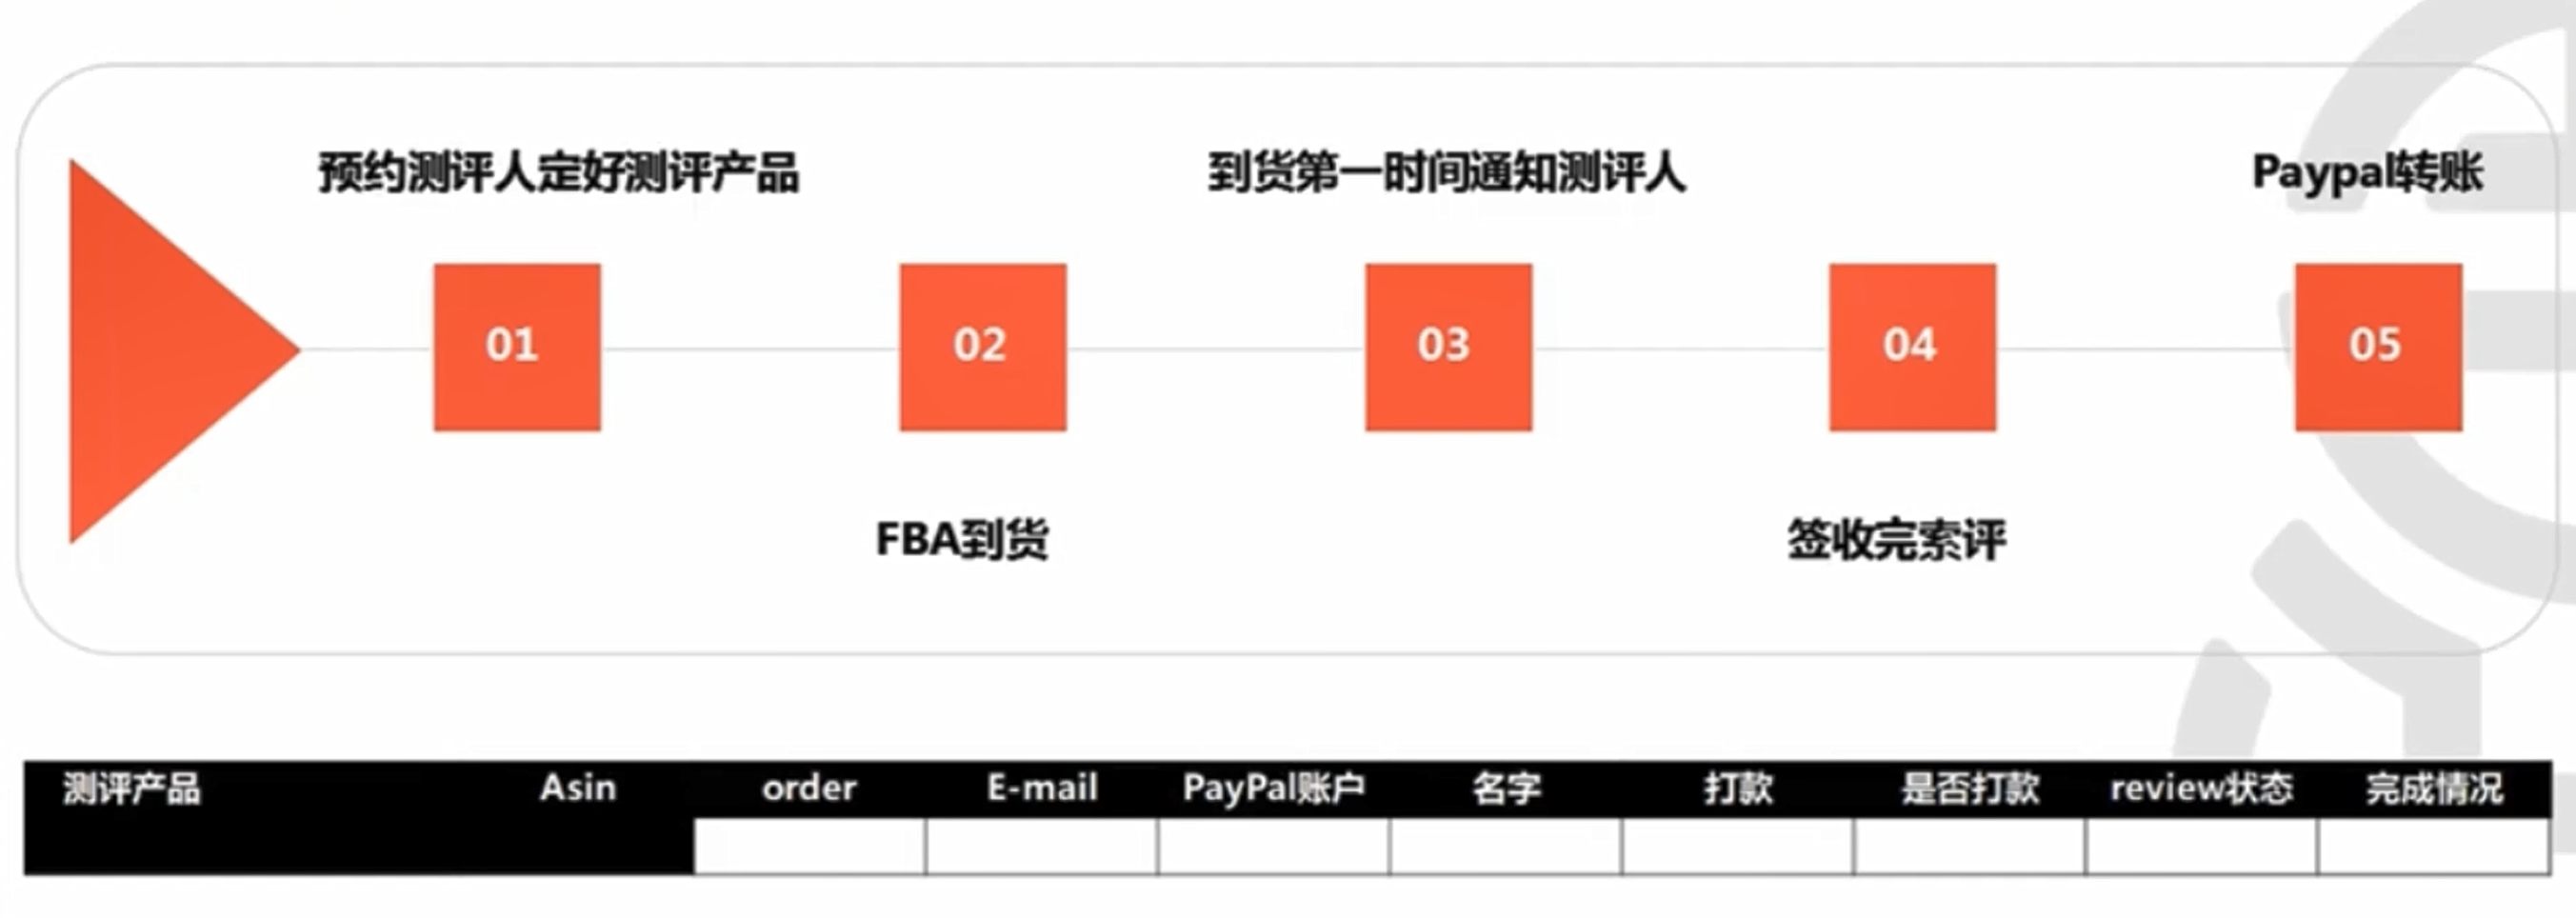 预约测评人定好测评产品
到货第一时间通知测评人
Paypal转账
01
02
03
04
05
FBA到货
签收完索评
测评产品 Asin order E-mail PayPal账户 名字 打款 是否打款 review状态 完成情况